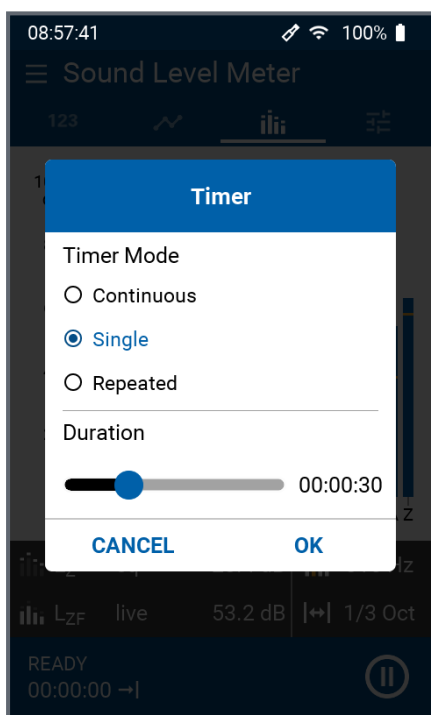 08:57:41 100%
Sound Level Meter
123
Timer
Timer Mode
Continuous
Single
Repeated
Duration
00:00:30
CANCEL OK
Z
Hz
LZF live 53.2 dB 1/3 Oct
READY
00:00:00